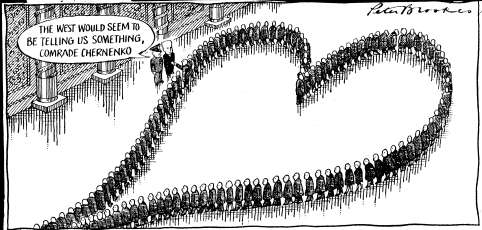 Peter Brookes
THE WEST WOULD SEEM TO
BE TELLING US SOMETHING,
COMRADE CHERNENKO